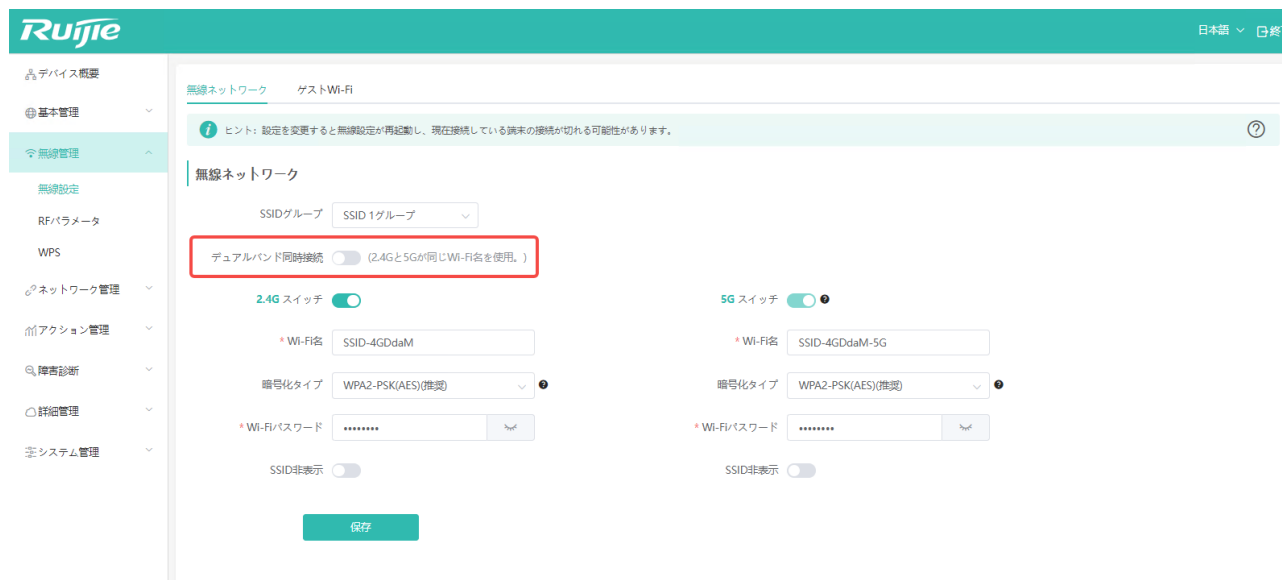 Ruijie
日本語
終
デバイス概要
基本管理
無線管理
無線設定
RFパラメータ
WPS
ネットワーク管理
アクション管理
障害診断
詳細管理
システム管理
無線ネットワーク ゲストWi-Fi
ヒント: 設定を変更すると無線設定が再起動し、現在接続している端末の接続が切れる可能性があります。
無線ネットワーク
SSIDグループ SSID 1グループ
デュアルバンド同時接続 (2.4Gと5Gが同じWi-Fi名を使用。)
2.4G スイッチ
* Wi-Fi名 SSID-4GDdaM
暗号化タイプ WPA2-PSK(AES)(推奨)
* Wi-Fiパスワード ••••••••
SSID非表示
5G スイッチ
* Wi-Fi名 SSID-4GDdaM-5G
暗号化タイプ WPA2-PSK(AES)(推奨)
* Wi-Fiパスワード ••••••••
SSID非表示
保存